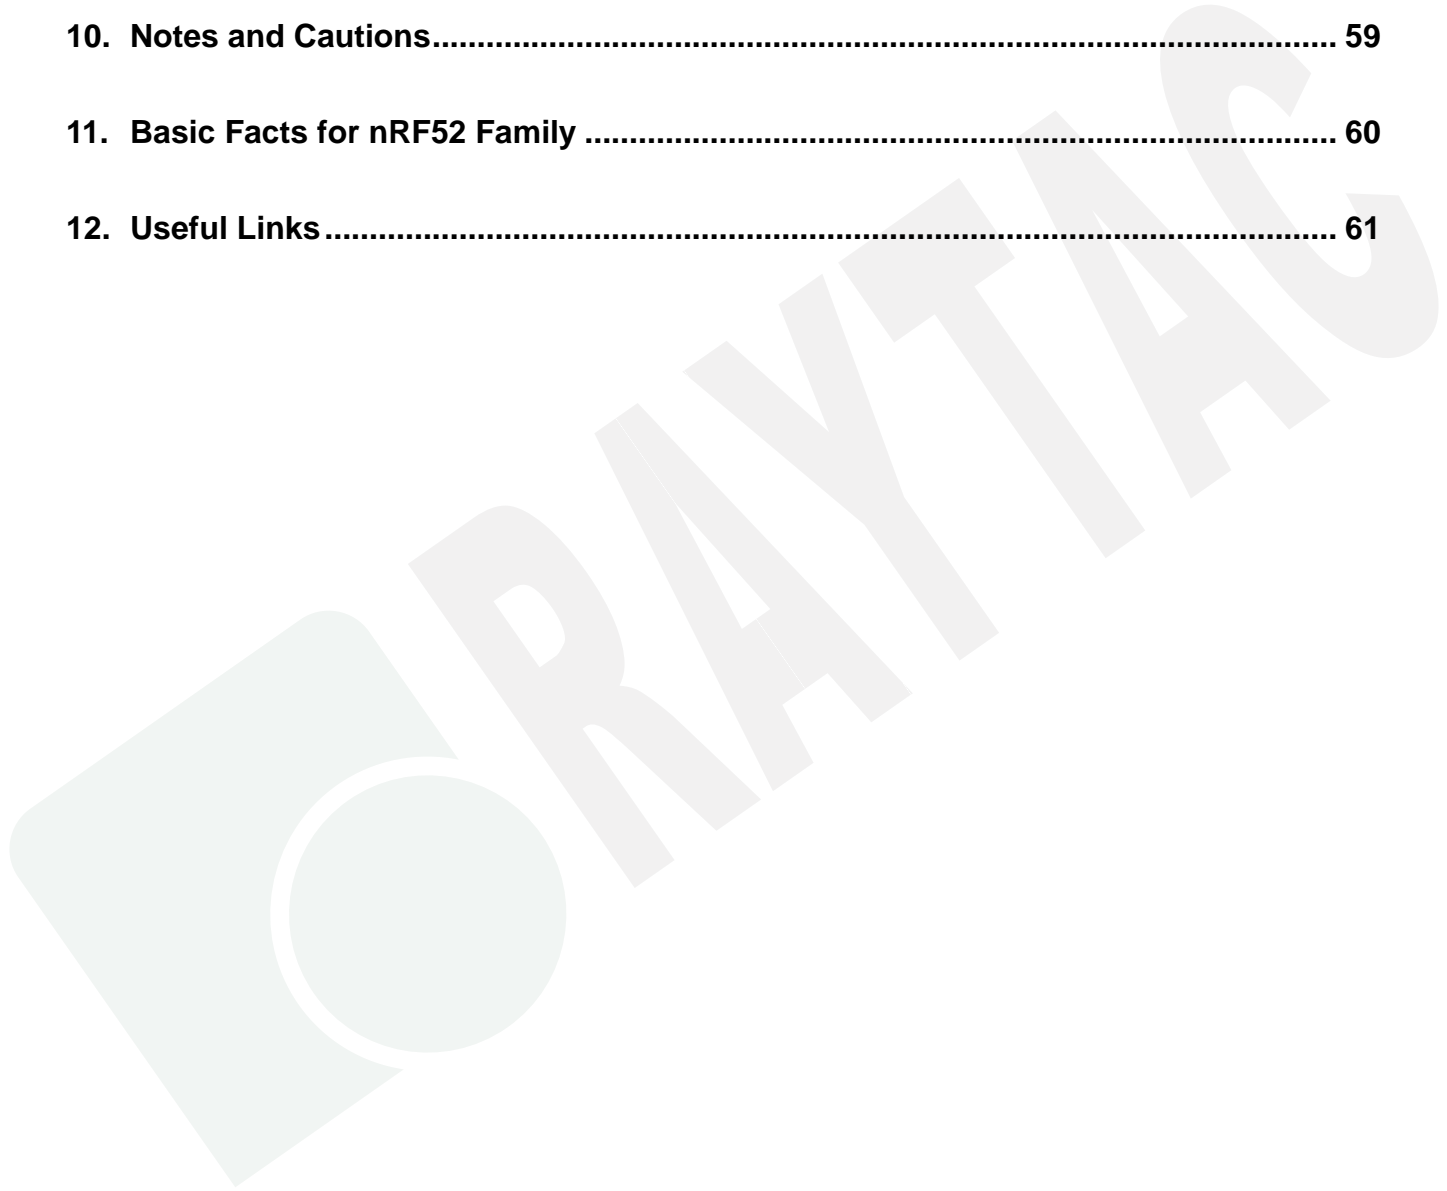 10. Notes and Cautions........................................................................................................ 59
11. Basic Facts for nRF52 Family ...................................................................................... 60
12. Useful Links .................................................................................................................... 61
RAYTAC